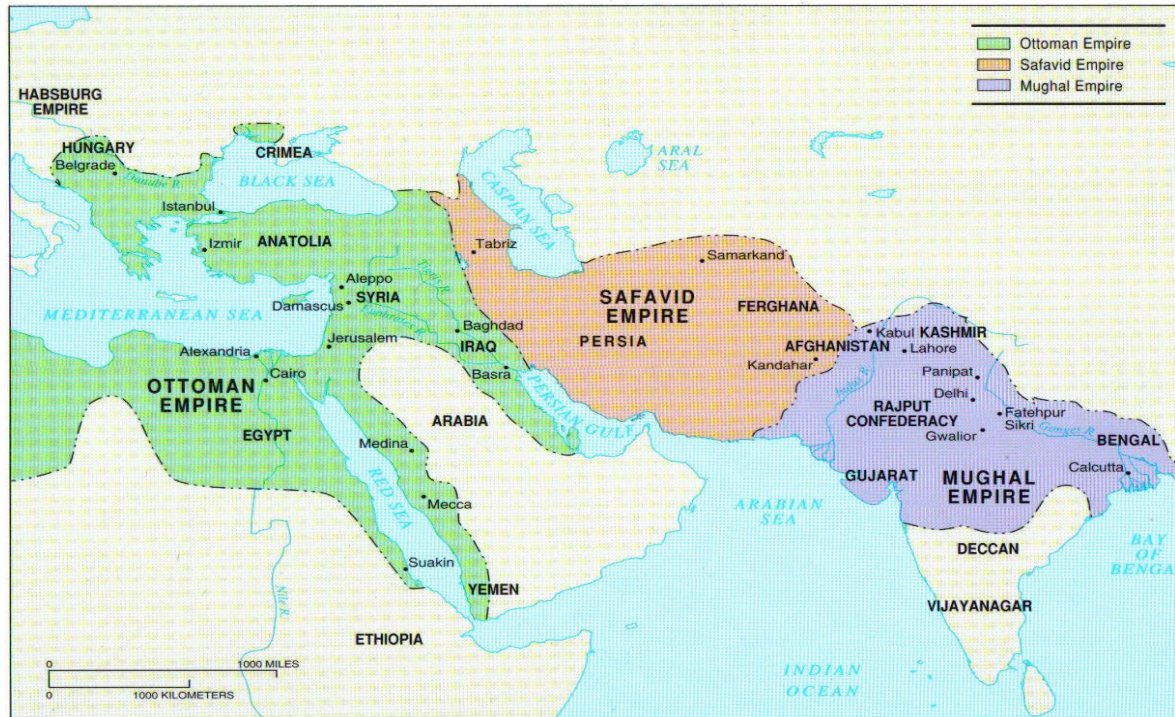 Ottoman Empire
Safavid Empire
Mughal Empire
HABSBURG
EMPIRE
HUNGARY
Belgrade
Danube R.
CRIMEA
BLACK SEA
ARAL
SEA
CASPIAN SEA
Istanbul
Izmir
ANATOLIA
Tabriz
Samarkand
Aleppo
SYRIA
Damascus
Tigris R.
Euphrates R.
MEDITERRANEAN SEA
SAFAVID
EMPIRE
PERSIA
FERGHANA
Baghdad
IRAQ
Basra
Jerusalem
Alexandria
Cairo
OTTOMAN
EMPIRE
EGYPT
ARABIA
PERSIAN GULF
Medina
Mecca
RED SEA
Suakin
YEMEN
Nile R.
ETHIOPIA
Kabul
KASHMIR
AFGHANISTAN
Lahore
Kandahar
Panipat
Indus R.
Delhi
RAJPUT
CONFEDERACY
Fatehpur
Sikri
Gwalior
Ganges R.
BENGAL
GUJARAT
MUGHAL
EMPIRE
Calcutta
ARABIAN
SEA
DECCAN
BAY
OF
BENGA
VIJAYANAGAR
INDIAN
OCEAN
0
1000 MILES
0
1000 KILOMETERS